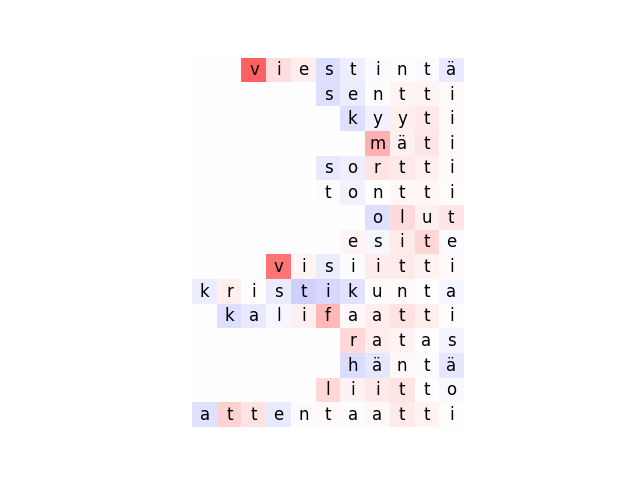 viestintä
sentti
kyyti
mäti
sortti
tontti
olut
esite
visiitti
kristikunta
kalifaatti
ratas
häntä
liitto
attentaatti